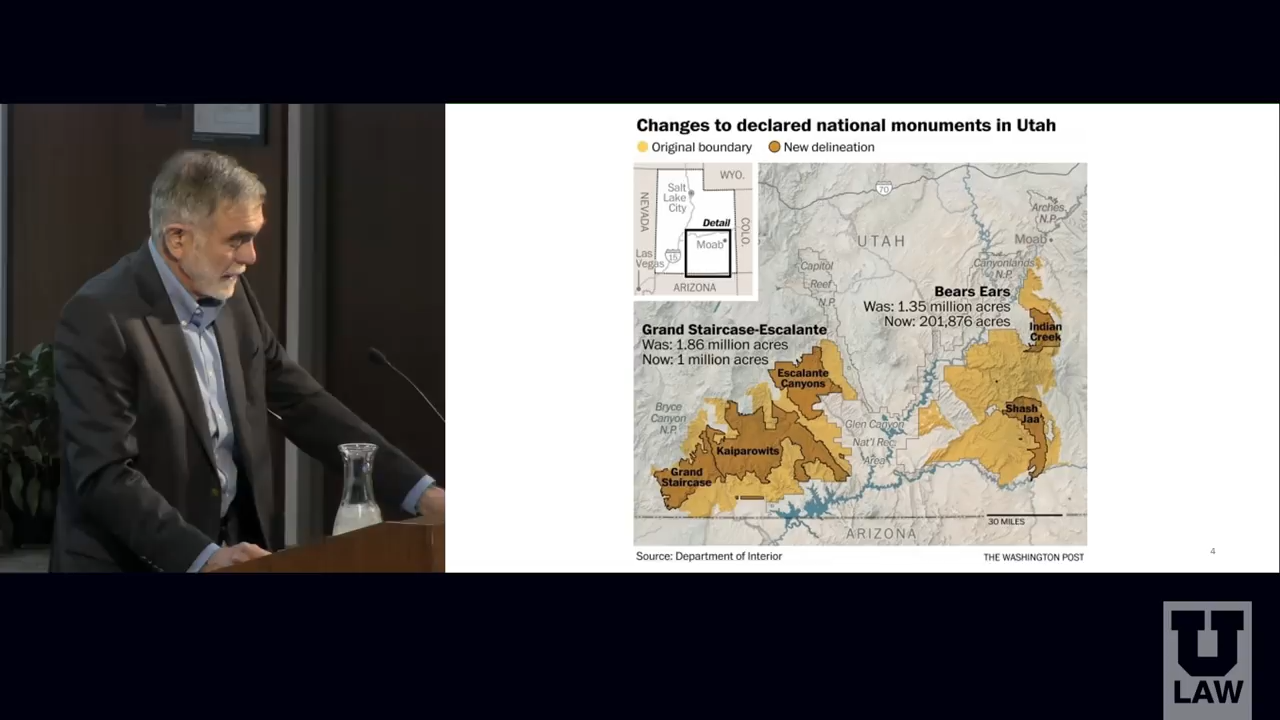 Changes to declared national monuments in Utah
Original boundary
New delineation
WYO.
Salt
Lake
City
NEVADA
Detail
COLO.
Moab
Las
Vegas
15
ARIZONA
70
UTAH
Arches
N.P.
Moab
Canyonlands
N.P.
Capitol
Reef
N.P.
Bears Ears
Was: 1.35 million acres
Now: 201,876 acres
Indian
Creek
Grand Staircase-Escalante
Was: 1.86 million acres
Now: 1 million acres
Escalante
Canyons
Bryce
Canyon
N.P.
Shash
Jaa'
Glen Canyon
Nat'l Rec.
Area
Kaiparowits
Grand
Staircase
30 MILES
ARIZONA
Source: Department of Interior
THE WASHINGTON POST
4
U
LAW